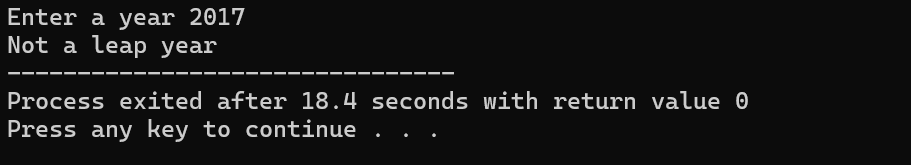 Enter a year 2017
Not a leap year
--------------------------------
Process exited after 18.4 seconds with return value 0
Press any key to continue . . .